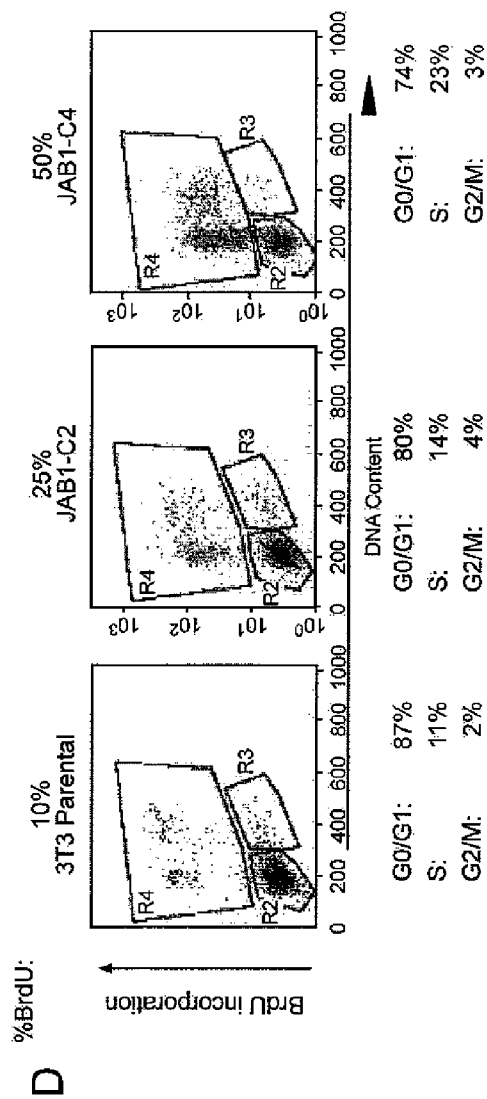 D
%BrdU:
10%
25%
50%
3T3 Parental
JAB1-C2
JAB1-C4
BrdU incorporation
R4
R3
R2
0 200 400 600 800 1000
10³
10²
10¹
10⁰
R4
R3
R2
0 200 400 600 800 1000
10³
10²
10¹
10⁰
R4
R3
R2
0 200 400 600 800 1000
DNA Content
G0/G1: 87%
S: 11%
G2/M: 2%
G0/G1: 80%
S: 14%
G2/M: 4%
G0/G1: 74%
S: 23%
G2/M: 3%